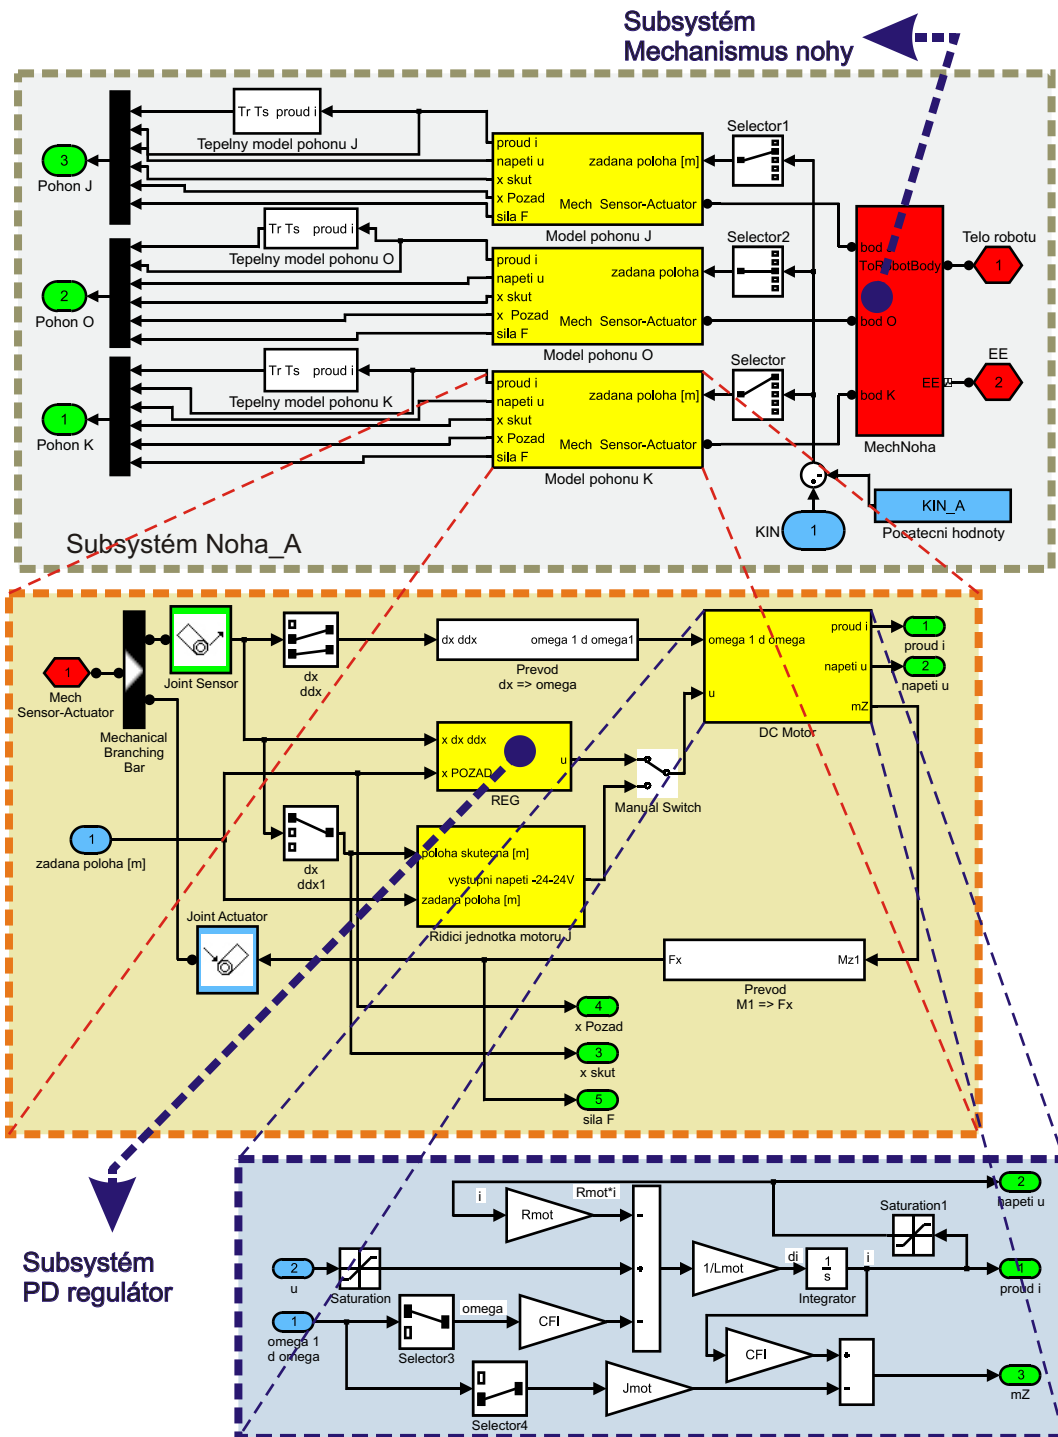 Subsystém
Mechanismus nohy
Tr Ts proud i
Tepelny model pohonu J
3
Pohon J
proud i
napeti u
x skut
x Pozad
sila F
zadana poloha [m]
Mech Sensor-Actuator
Model pohonu J
Selector1
Tr Ts proud i
Tepelny model pohonu O
2
Pohon O
proud i
napeti u
x skut
x Pozad
sila F
zadana poloha
Mech Sensor-Actuator
Model pohonu O
Selector2
bod
ToRobotBody
bod O
EE
bod K
MechNoha
Telo robotu
1
EE
2
Tr Ts proud i
Tepelny model pohonu K
1
Pohon K
proud i
napeti u
x skut
x Pozad
sila F
zadana poloha [m]
Mech Sensor-Actuator
Model pohonu K
Selector
KIN
1
KIN_A
Pocatecni hodnoty
Subsystém Noha_A
1
Mech
Sensor-Actuator
Mechanical
Branching
Bar
Joint Sensor
dx
ddx
dx ddx
omega 1 d omega1
Prevod
dx => omega
omega 1 d omega
u
proud i
napeti u
mZ
DC Motor
1
proud i
2
napeti u
x dx ddx
x POZAD
u
REG
Manual Switch
1
zadana poloha [m]
dx
ddx1
poloha skutecna [m]
vystupni napeti -24-24V
zadana poloha [m]
Ridici jednotka motoru J
Joint Actuator
Fx
Mz1
Prevod
M1 => Fx
4
x Pozad
3
x skut
5
sila F
Subsystém
PD regulátor
i
Rmot
Rmot*i
2
u
Saturation
1
omega 1
d omega
Selector3
omega
CFI
Selector4
Jmot
1/Lmot
di
1
s
Integrator
i
Saturation1
CFI
2
napeti u
1
proud i
3
mZ